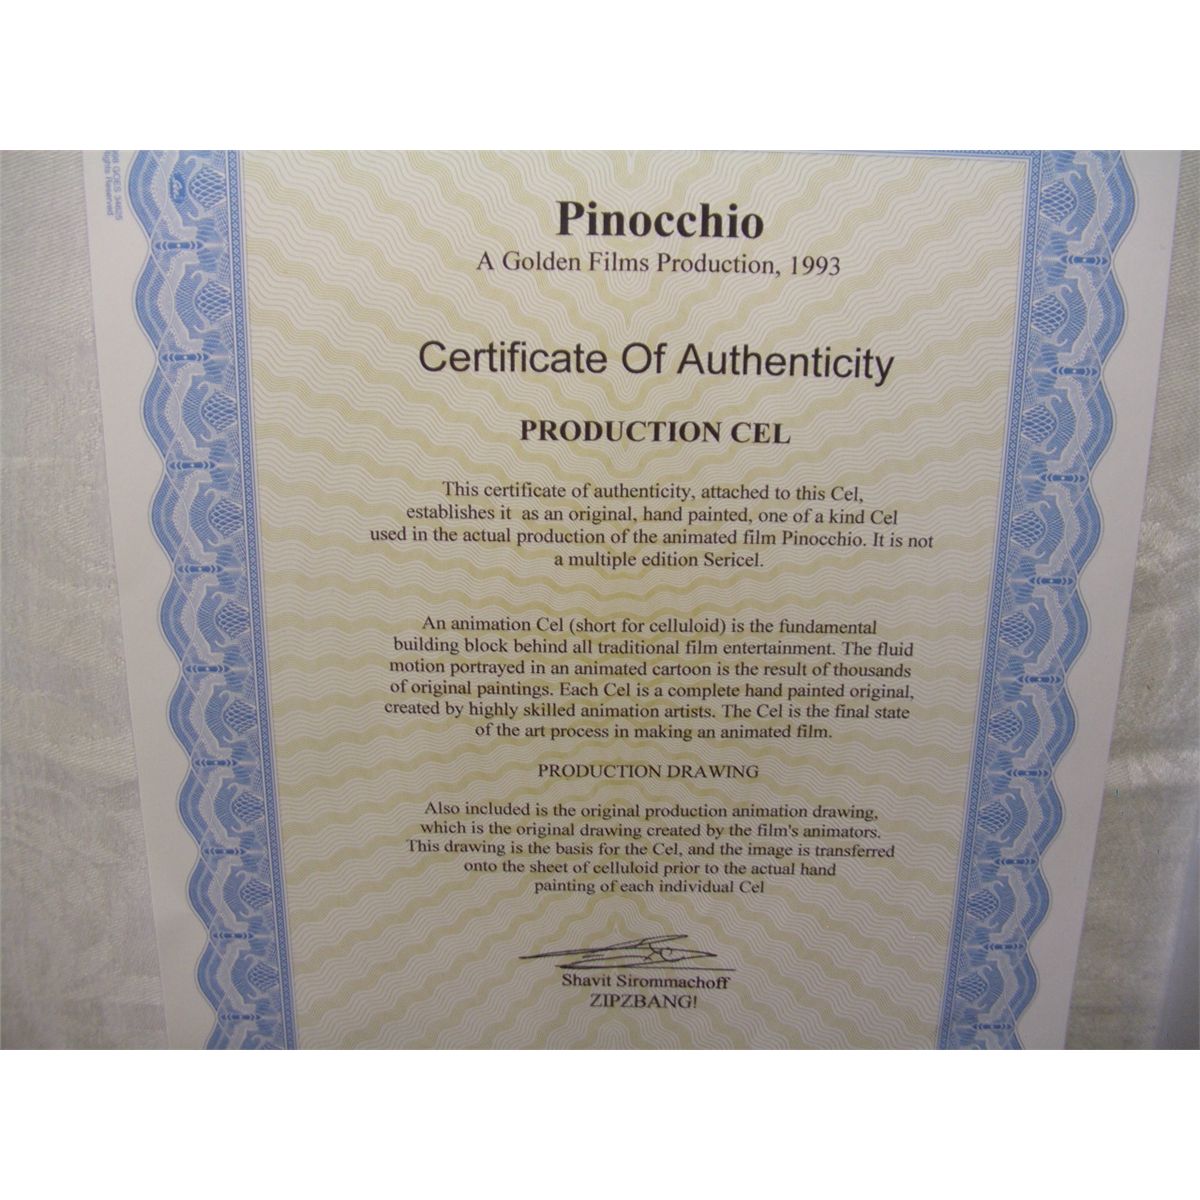 98 GOES 34625
ights Reserved
Goes
Pinocchio
A Golden Films Production, 1993
Certificate Of Authenticity
PRODUCTION CEL
This certificate of authenticity, attached to this Cel,
establishes it as an original, hand painted, one of a kind Cel
used in the actual production of the animated film Pinocchio. It is not
a multiple edition Sericel.
An animation Cel (short for celluloid) is the fundamental
building block behind all traditional film entertainment. The fluid
motion portrayed in an animated cartoon is the result of thousands
of original paintings. Each Cel is a complete hand painted original,
created by highly skilled animation artists. The Cel is the final state
of the art process in making an animated film.
PRODUCTION DRAWING
Also included is the original production animation drawing,
which is the original drawing created by the film's animators.
This drawing is the basis for the Cel, and the image is transferred
onto the sheet of celluloid prior to the actual hand
painting of each individual Cel
Shavit Sirommachoff
ZIPZBANG!